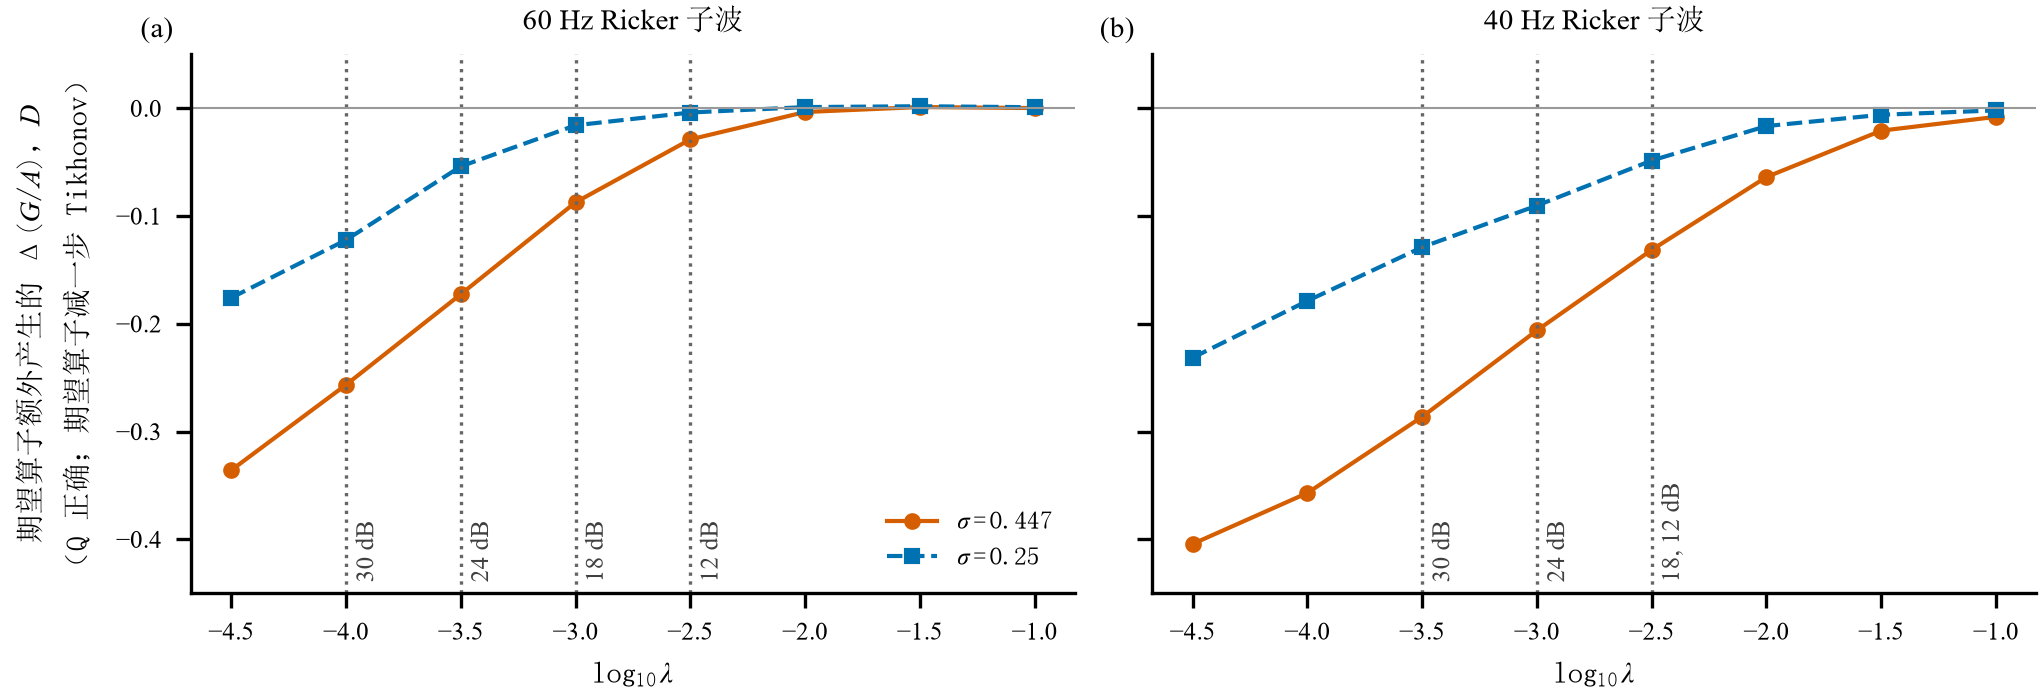 (a)
60 Hz Ricker 子波
期望算子额外产生的 Δ(G/A), D
(Q 正确; 期望算子减一步 Tikhonov)
0.0
−0.1
−0.2
−0.3
−0.4
30 dB
24 dB
18 dB
12 dB
σ=0.447
σ=0.25
−4.5 −4.0 −3.5 −3.0 −2.5 −2.0 −1.5 −1.0
log₁₀λ
(b)
40 Hz Ricker 子波
30 dB
24 dB
18, 12 dB
−4.5 −4.0 −3.5 −3.0 −2.5 −2.0 −1.5 −1.0
log₁₀λ